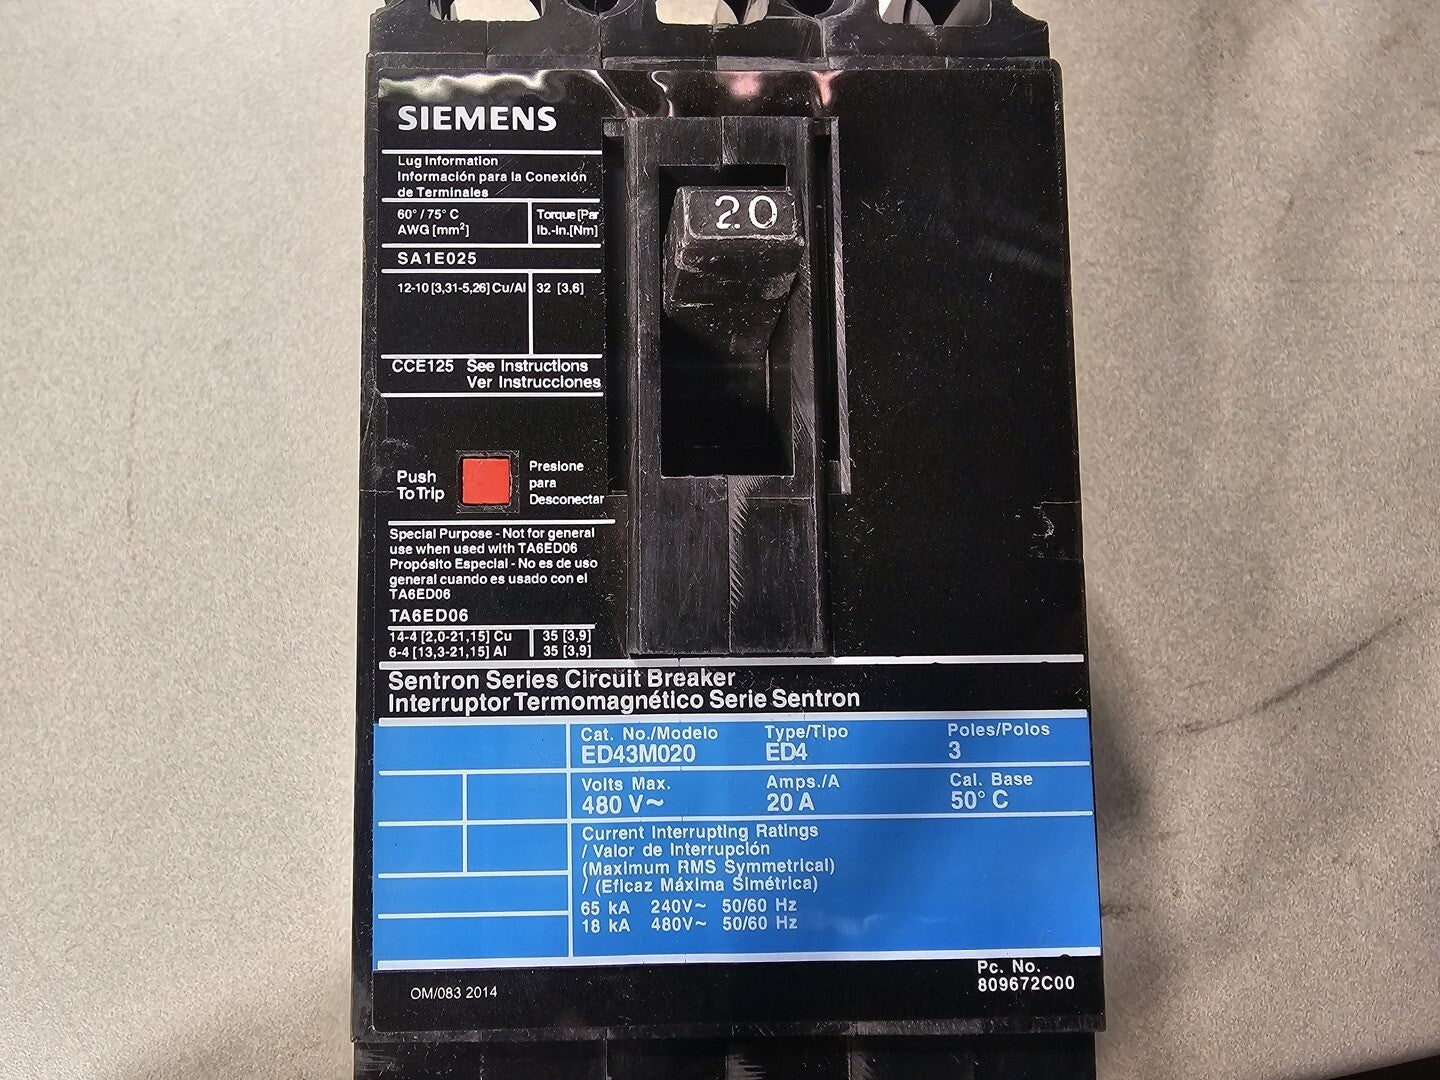 SIEMENS
Lug Information
Información para la Conexión
de Terminales
60° / 75° C
AWG [mm²]
Torque [Par
lb.-in.[Nm]
SA1E025
12-10 [3,31-5,26] Cu/Al
32 [3,6]
CCE125 See Instructions
Ver Instrucciones
20
Push
To Trip
Presione
para
Desconectar
Special Purpose - Not for general
use when used with TA6ED06
Propósito Especial - No es de uso
general cuando es usado con el
TA6ED06
TA6ED06
14-4 [2,0-21,15] Cu 35 [3,9]
6-4 [13,3-21,15] Al 35 [3,9]
Sentron Series Circuit Breaker
Interruptor Termomagnético Serie Sentron
Cat. No./Modelo Type/Tipo Poles/Polos
ED43M020 ED4 3
Volts Max. Amps./A Cal. Base
480 V~ 20 A 50° C
Current Interrupting Ratings
/ Valor de Interrupción
(Maximum RMS Symmetrical)
/ (Eficaz Máxima Simétrica)
65 kA 240V~ 50/60 Hz
18 kA 480V~ 50/60 Hz
Pc. No.
809672C00
OM/083 2014